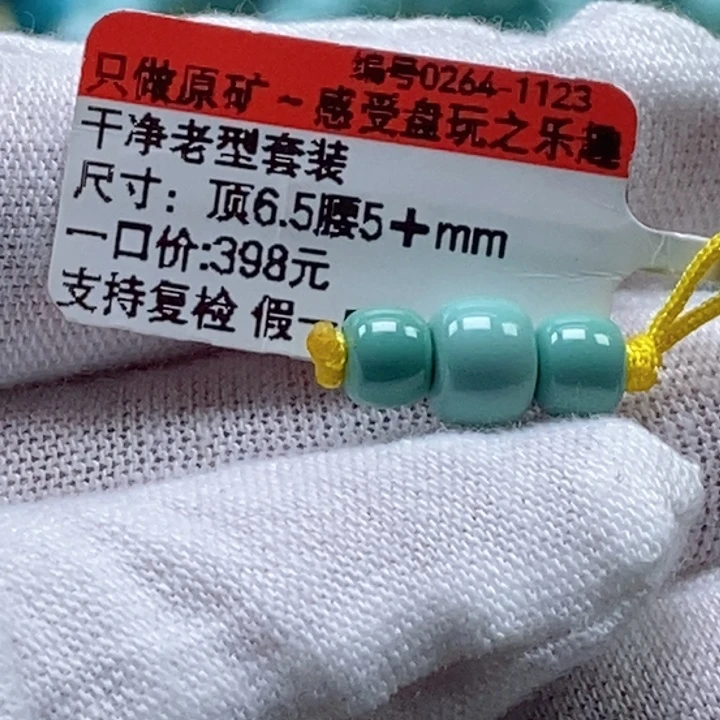 编号0264-1123
只做原矿~感受盘玩之乐趣
干净老型套装
尺寸：顶6.5腰5+mm
一口价:398元
支持复检 假一